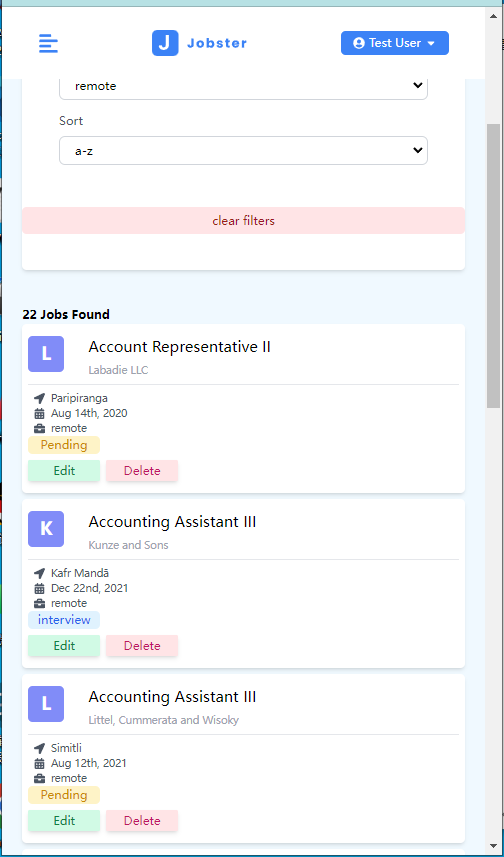 J Jobster
Test User
remote
Sort
a-z
clear filters
22 Jobs Found
L
Account Representative II
Labadie LLC
Paripiranga
Aug 14th, 2020
remote
Pending
Edit Delete
K
Accounting Assistant III
Kunze and Sons
Kafr Mandā
Dec 22nd, 2021
remote
interview
Edit Delete
L
Accounting Assistant III
Littel, Cummerata and Wisoky
Simitli
Aug 12th, 2021
remote
Pending
Edit Delete